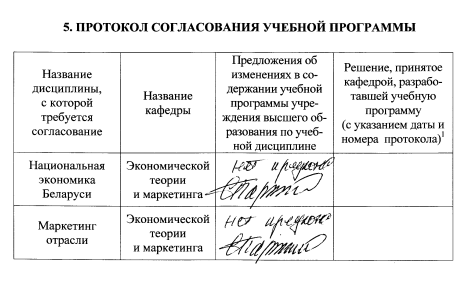 5. ПРОТОКОЛ СОГЛАСОВАНИЯ УЧЕБНОЙ ПРОГРАММЫ
Название
дисциплины,
с которой
требуется
согласование
Название
кафедры
Предложения об
изменениях в со-
держании учебной
программы учре-
ждения высшего об-
разования по учеб-
ной дисциплине
Решение, принятое
кафедрой, разрабо-
тавшей учебную
программу
(с указанием даты и
номера протокола)¹
Национальная
экономика
Беларуси
Экономической
теории
и маркетинга
нет
Маркетинг
отрасли
Экономической
теории
и маркетинга
нет